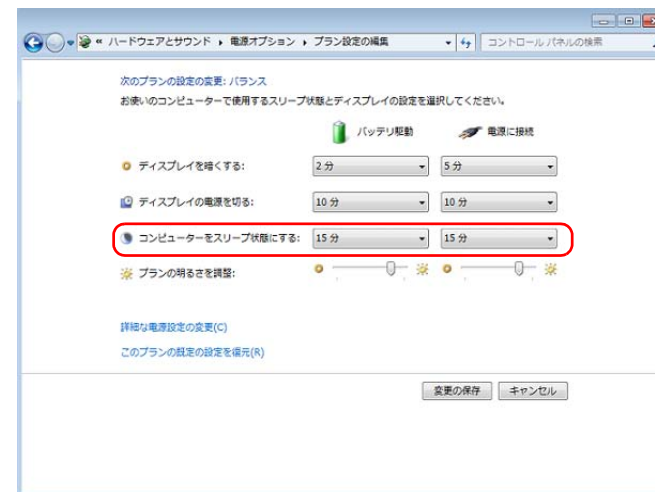 « ハードウェアとサウンド ▸ 電源オプション ▸ プラン設定の編集 コントロール パネルの検索
次のプランの設定の変更: バランス
お使いのコンピューターで使用するスリープ状態とディスプレイの設定を選択してください。
バッテリ駆動 電源に接続
ディスプレイを暗くする: 2 分 5 分
ディスプレイの電源を切る: 10 分 10 分
コンピューターをスリープ状態にする: 15 分 15 分
プランの明るさを調整:
詳細な電源設定の変更(C)
このプランの既定の設定を復元(R)
変更の保存 キャンセル